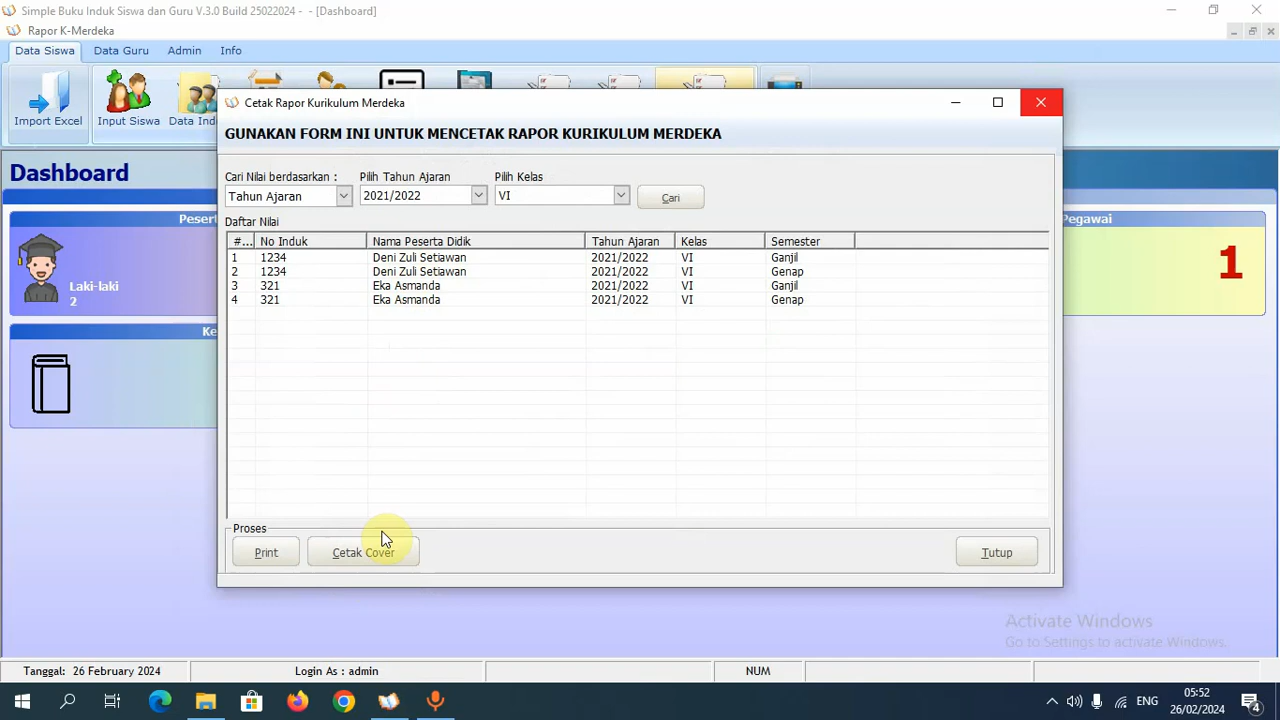 Simple Buku Induk Siswa dan Guru V.3.0 Build 25022024 - - [Dashboard]
Rapor K-Merdeka
Data Siswa Data Guru Admin Info
Import Excel Input Siswa Data Ind
Cetak Rapor Kurikulum Merdeka
GUNAKAN FORM INI UNTUK MENCETAK RAPOR KURIKULUM MERDEKA
Dashboard
Cari Nilai berdasarkan : Pilih Tahun Ajaran Pilih Kelas
Tahun Ajaran 2021/2022 VI Cari
Peser Pegawai
Daftar Nilai
#... No Induk Nama Peserta Didik Tahun Ajaran Kelas Semester
1 1234 Deni Zuli Setiawan 2021/2022 VI Ganjil
2 1234 Deni Zuli Setiawan 2021/2022 VI Genap
3 321 Eka Asmanda 2021/2022 VI Ganjil
4 321 Eka Asmanda 2021/2022 VI Genap
Laki-laki
2
1
Ke
Proses
Print Cetak Cover Tutup
Activate Windows
Go to Settings to activate Windows.
Tanggal: 26 February 2024 Login As : admin NUM
ENG 05:52
26/02/2024
4